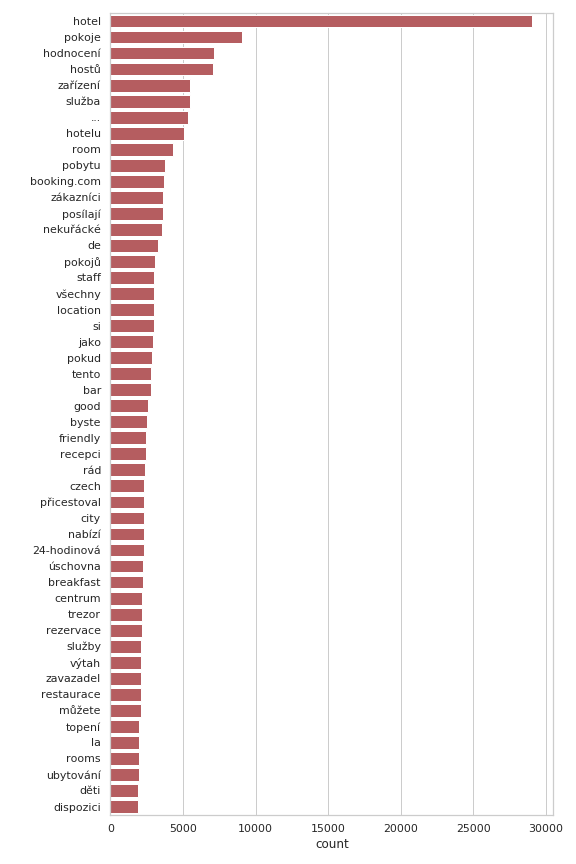 hotel
pokoje
hodnocení
hostů
zařízení
služba
...
hotelu
room
pobytu
booking.com
zákazníci
posílají
nekuřácké
de
pokojů
staff
všechny
location
si
jako
pokud
tento
bar
good
byste
friendly
recepci
rád
czech
přicestoval
city
nabízí
24-hodinová
úschovna
breakfast
centrum
trezor
rezervace
služby
výtah
zavazadel
restaurace
můžete
topení
la
rooms
ubytování
děti
dispozici
0 5000 10000 15000 20000 25000 30000
count